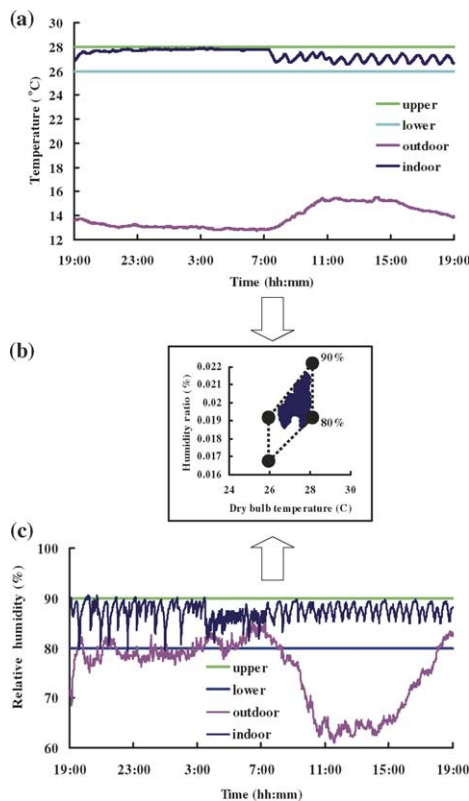 (a)
30
28
26
24
22
20
18
16
14
12
Temperature (°C)
upper
lower
outdoor
indoor
19:00 23:00 3:00 7:00 11:00 15:00 19:00
Time (hh:mm)
(b)
90%
80%
0.022
0.021
0.02
0.019
0.017
0.016
Humidity ratio (%)
24 26 28 30
Dry bulb temperature (C)
(c)
100
90
80
70
60
Relative humidity (%)
upper
lower
outdoor
indoor
19:00 23:00 3:00 7:00 11:00 15:00 19:00
Time (hh:mm)